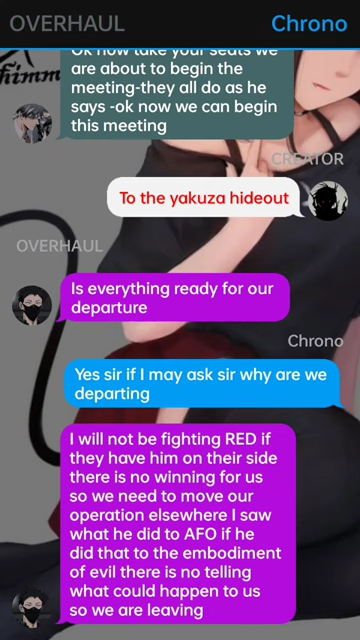 OVERHAUL
Chrono
Ok now take your seats we
are about to begin the
meeting-they all do as he
says -ok now we can begin
this meeting
CREATOR
To the yakuza hideout
OVERHAUL
Is everything ready for our
departure
Chrono
Yes sir if I may ask sir why are we
departing
I will not be fighting RED if
they have him on their side
there is no winning for us
so we need to move our
operation elsewhere I saw
what he did to AFO if he
did that to the embodiment
of evil there is no telling
what could happen to us
so we are leaving